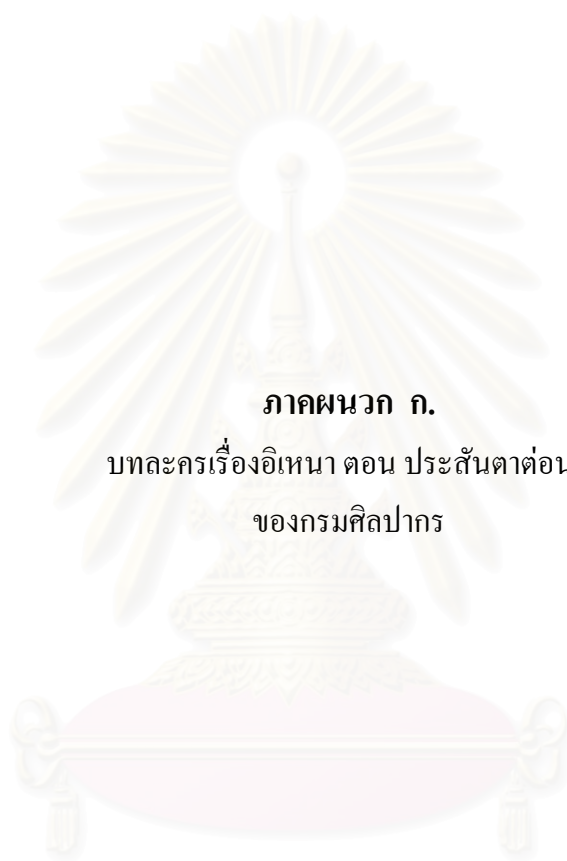 ภาคผนวก ก.
บทละครเรื่องอิเหนา ตอน ประสันตาต่อน
ของกรมศิลปากร